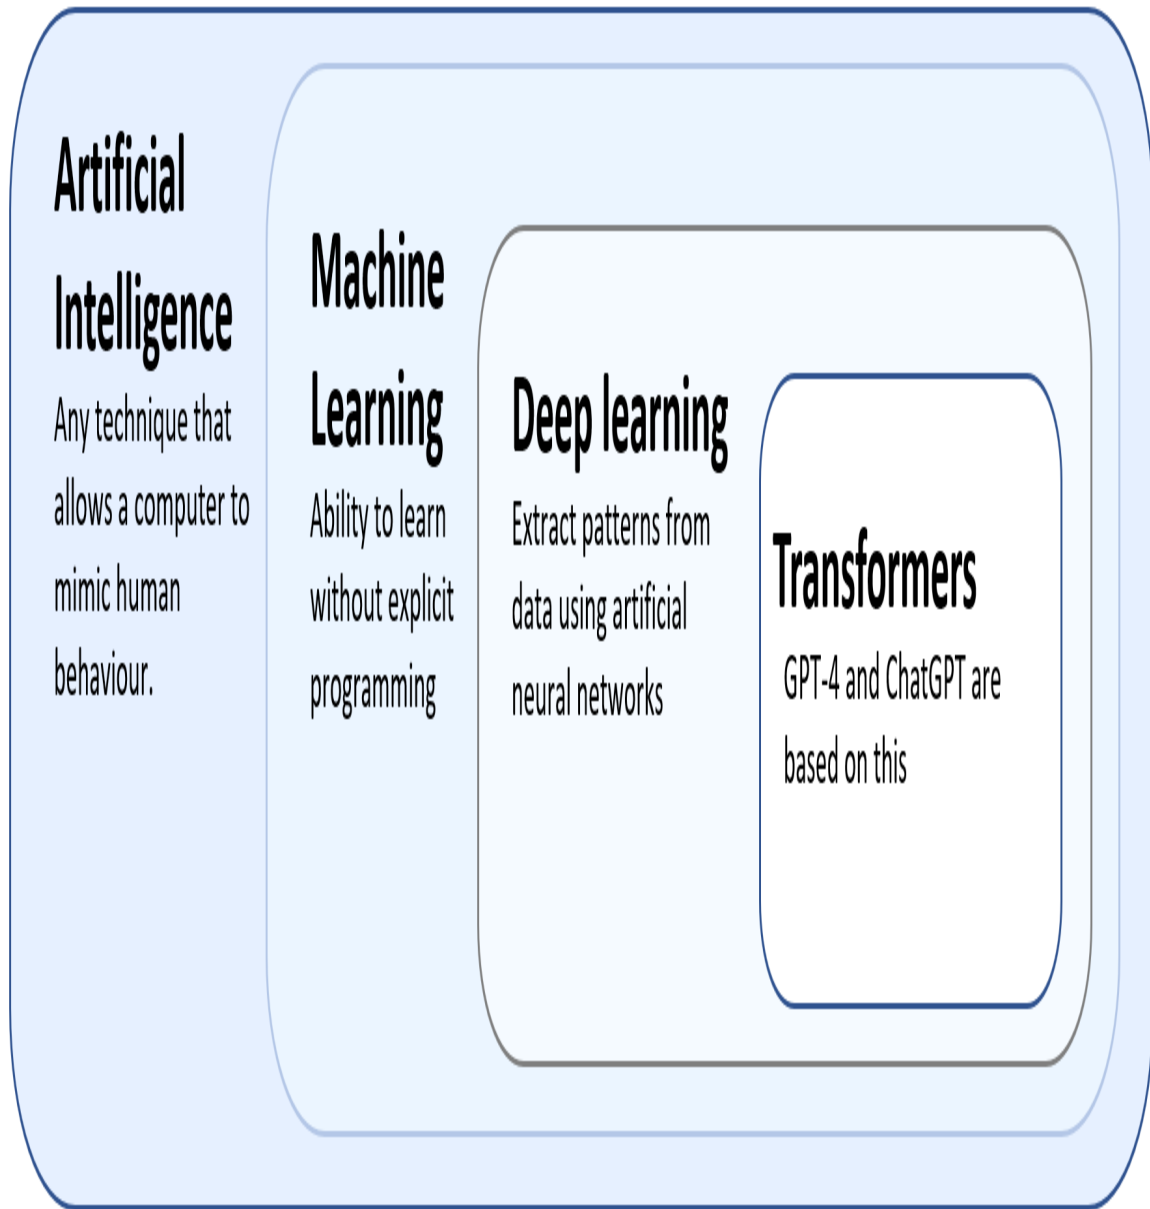 Artificial
Intelligence
Any technique that
allows a computer to
mimic human
behaviour.
Machine
Learning
Ability to learn
without explicit
programming
Deep learning
Extract patterns from
data using artificial
neural networks
Transformers
GPT-4 and ChatGPT are
based on this